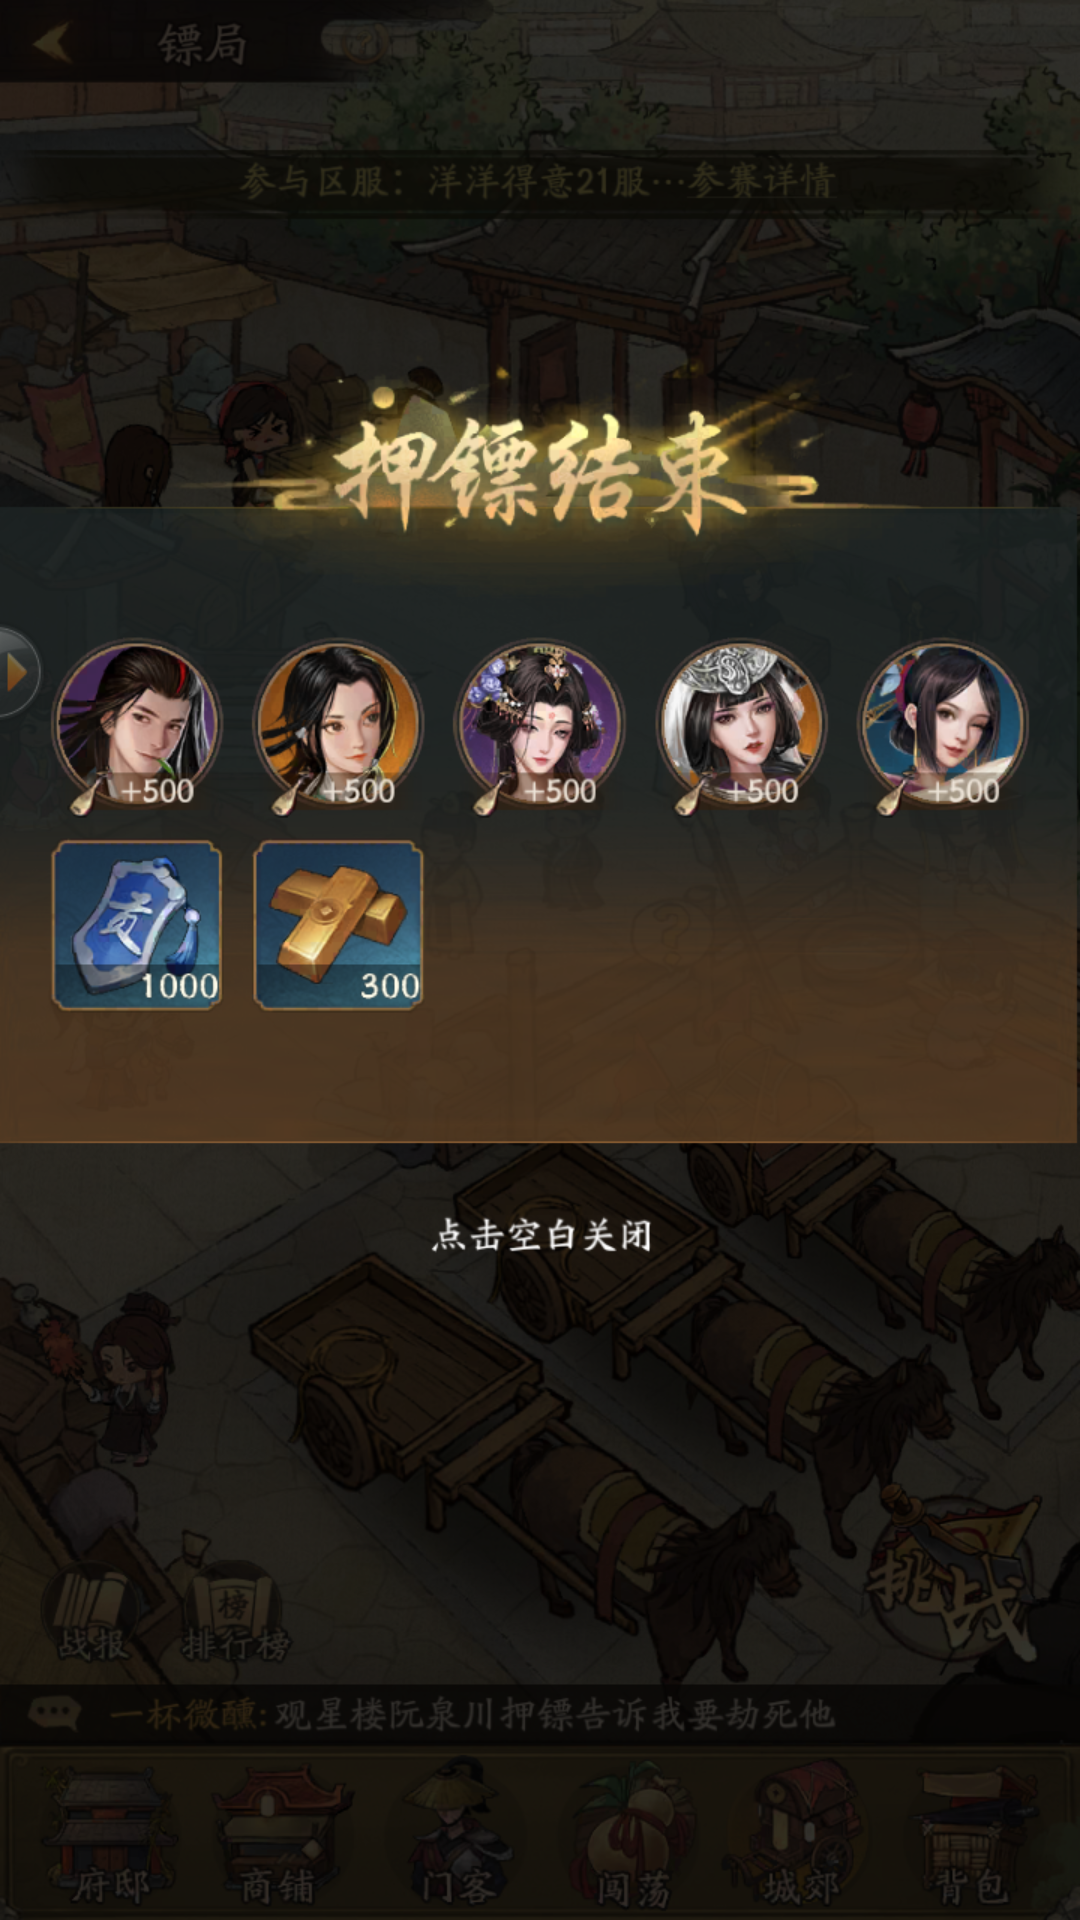 镖局
参与区服：洋洋得意21服…参赛详情
押镖结束
+500 +500 +500 +500 +500
贡
1000 300
点击空白关闭
挑战
榜
战报 排行榜
一杯微醺:观星楼阮泉川押镖告诉我要劫死他
府邸 商铺 门客 闯荡 城郊 背包